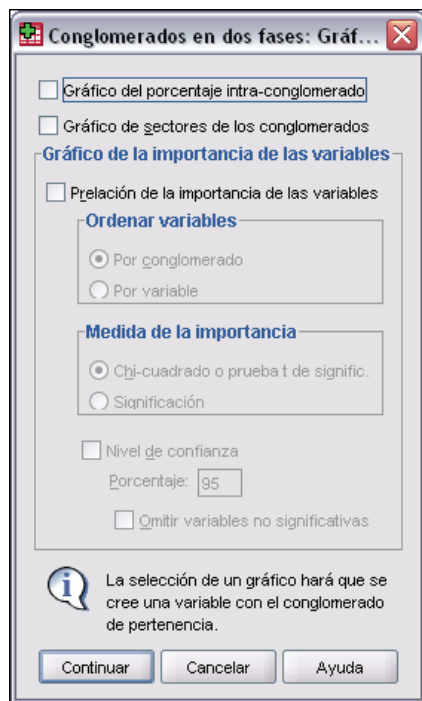 Conglomerados en dos fases: Gráf...
Gráfico del porcentaje intra-conglomerado
Gráfico de sectores de los conglomerados
Gráfico de la importancia de las variables
Prelación de la importancia de las variables
Ordenar variables
Por conglomerado
Por variable
Medida de la importancia
Chi-cuadrado o prueba t de signific.
Significación
Nivel de confianza
Porcentaje: 95
Omitir variables no significativas
La selección de un gráfico hará que se
cree una variable con el conglomerado
de pertenencia.
Continuar Cancelar Ayuda